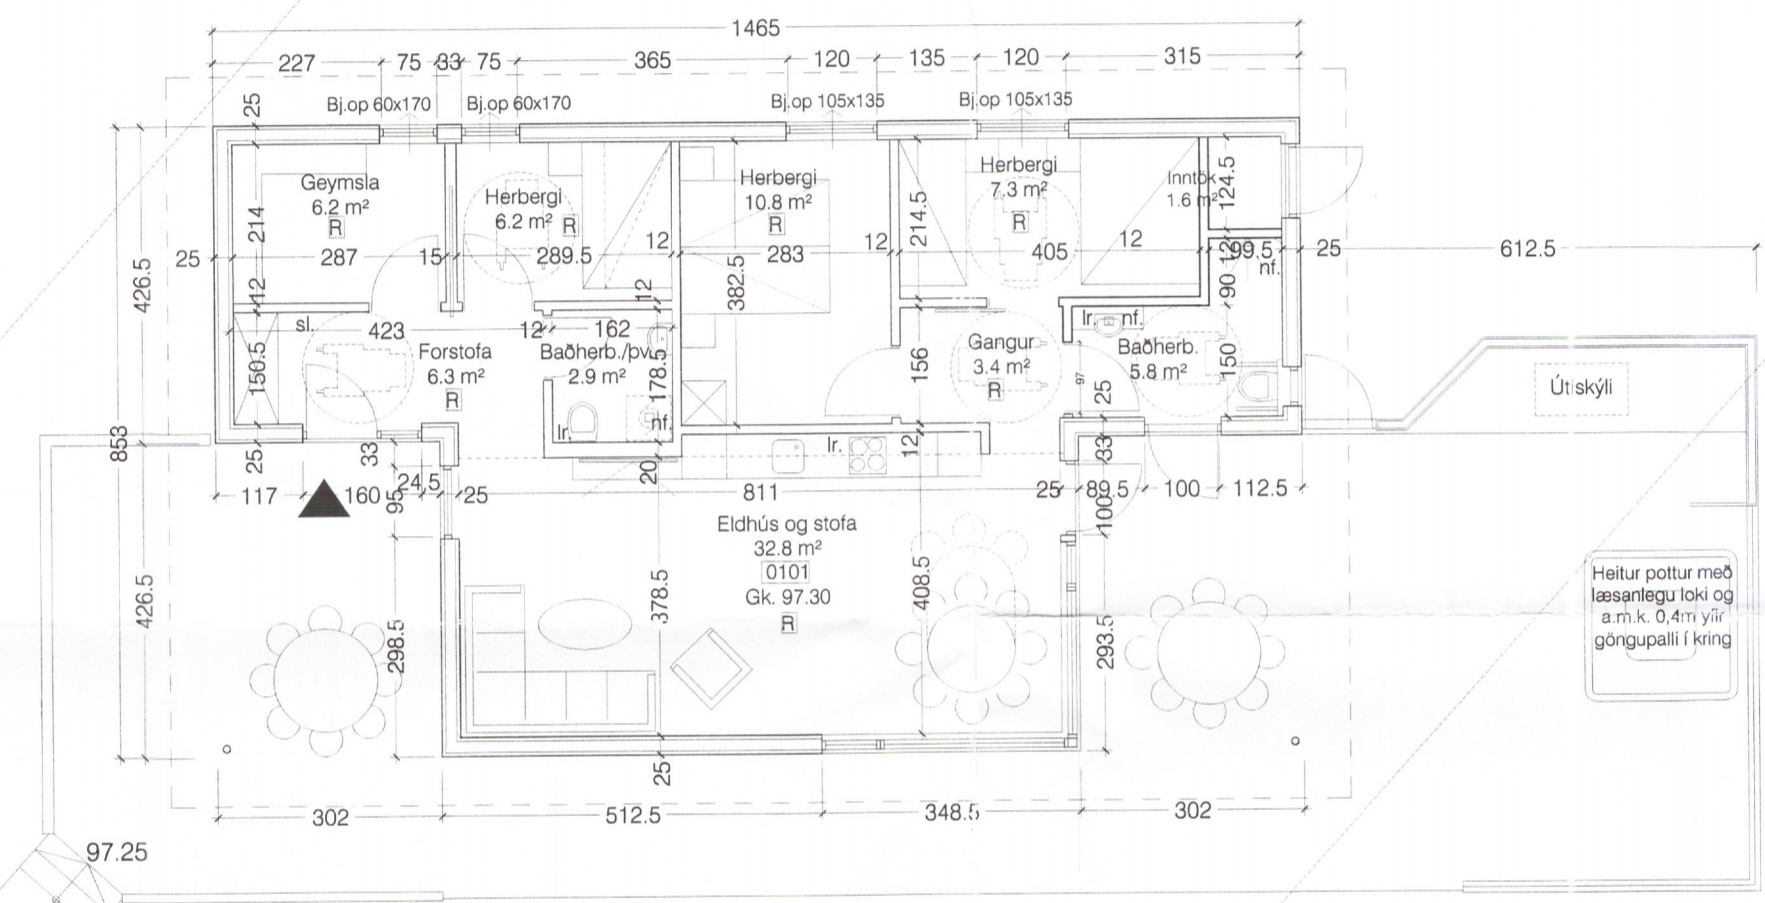 1465
227 75 33 75 365 120 135 120 315
Bj.op 60x170 Bj.op 60x170 Bj.op 105x135 Bj.op 105x135
25
Geymsla
6.2 m²
R
Herbergi
6.2 m²
R
Herbergi
10.8 m²
R
Herbergi
7.3 m²
R
Inntök
1.6 m²
124.5
214
214.5
25 287 15 289.5 12 283 12 405 12 99.5 25 612.5
nf.
426.5
12
12
382.5
12
90
sl.
423 12 162
lr. nf.
Forstofa
6.3 m²
R
Baðherb./þv.
2.9 m²
Gangur
3.4 m²
R
Baðherb.
5.8 m²
Útiskýli
150.5
178.5
156
97
150
25
lr.
nf.
lr.
853
25
33
20
12
33
117 160 24.5 25 811 25 89.5 100 112.5
95
100
Eldhús og stofa
32.8 m²
0101
Gk. 97.30
R
426.5
298.5
378.5
408.5
293.5
Heitur pottur með
læsanlegu loki og
a.m.k. 0,4m yfir
göngupalli í kring
25
302 512.5 348.5 302
97.25